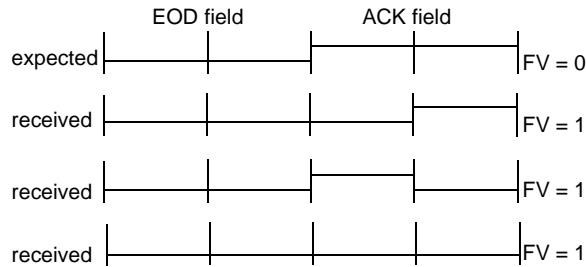 EOD field ACK field
expected FV = 0
received FV = 1
received FV = 1
received FV = 1